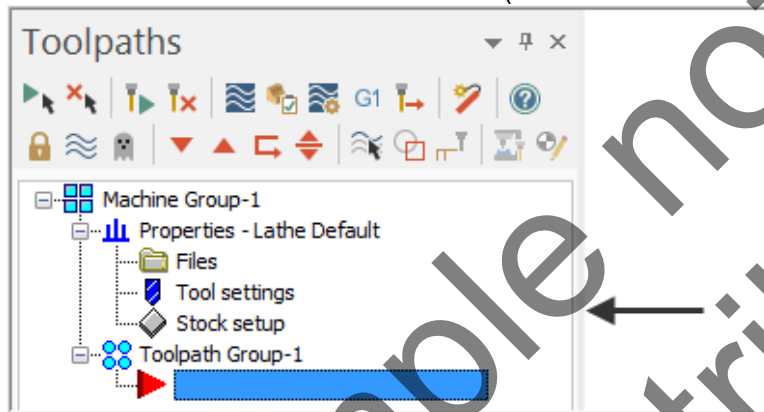 Toolpaths
G1
Machine Group-1
Properties - Lathe Default
Files
Tool settings
Stock setup
Toolpath Group-1